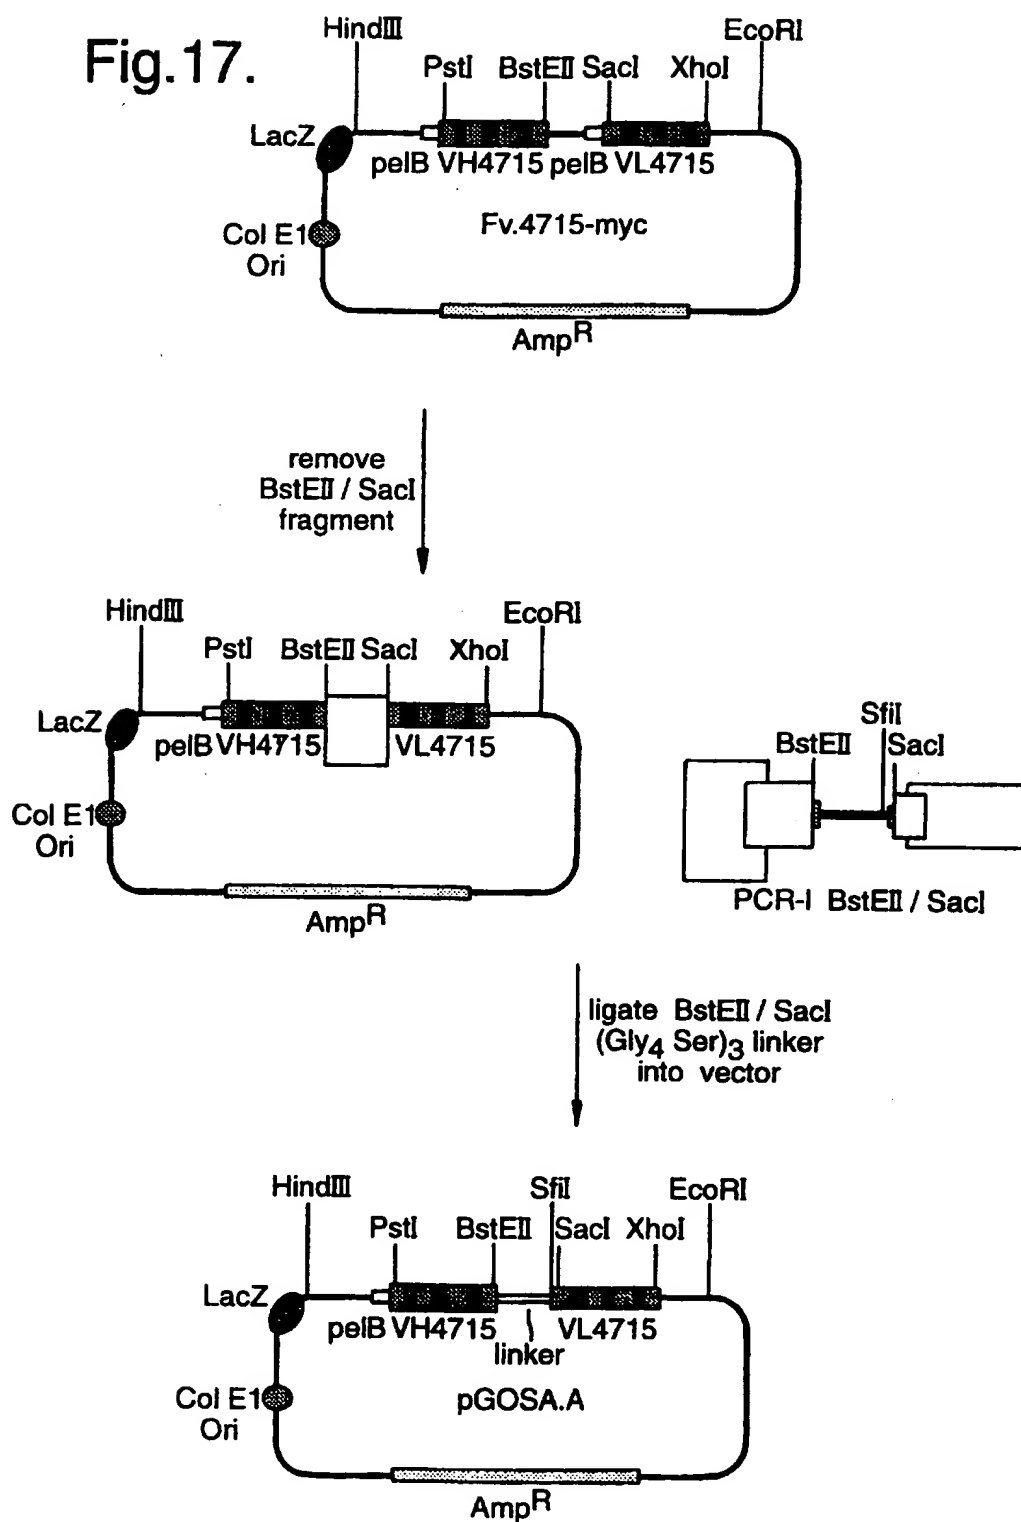 Fig.17.
HindIII
EcoRI
PstI BstEII SacI XhoI
LacZ
pelB VH4715 pelB VL4715
Col E1
Ori
Fv.4715-myc
AmpR
remove
BstEII / SacI
fragment
HindIII
EcoRI
PstI BstEII SacI XhoI
LacZ
pelB VH4715 VL4715
Col E1
Ori
AmpR
SfiI
BstEII SacI
PCR-I BstEII / SacI
ligate BstEII / SacI
(Gly4 Ser)3 linker
into vector
HindIII
SfiI
EcoRI
PstI BstEII SacI XhoI
LacZ
pelB VH4715 VL4715
linker
Col E1
Ori
pGOSA.A
AmpR